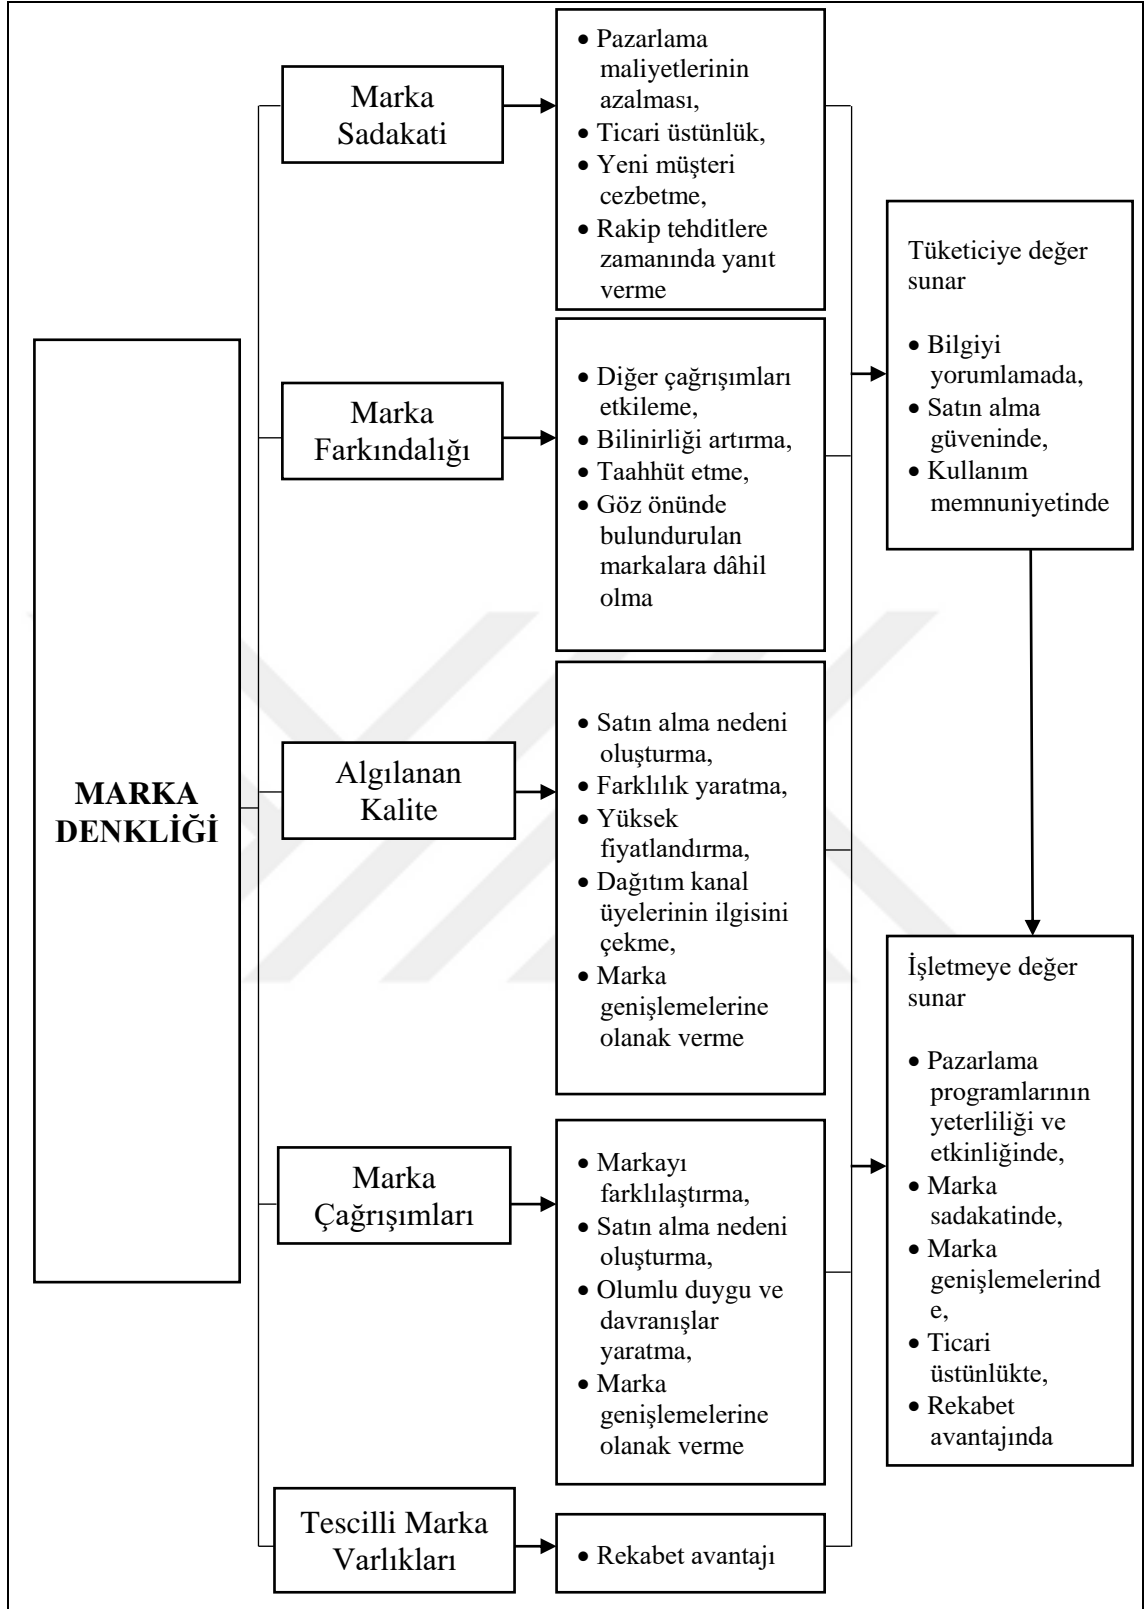 MARKA
DENKLİĞİ
Marka
Sadakati
• Pazarlama
maliyetlerinin
azalması,
• Ticari üstünlük,
• Yeni müşteri
cezbetme,
• Rakip tehditlere
zamanında yanıt
verme
Marka
Farkındalığı
• Diğer çağrışımları
etkileme,
• Bilinirliği artırma,
• Taahhüt etme,
• Göz önünde
bulundurulan
markalara dâhil
olma
Algılanan
Kalite
• Satın alma nedeni
oluşturma,
• Farklılık yaratma,
• Yüksek
fiyatlandırma,
• Dağıtım kanal
üyelerinin ilgisini
çekme,
• Marka
genişlemelerine
olanak verme
Marka
Çağrışımları
• Markayı
farklılaştırma,
• Satın alma nedeni
oluşturma,
• Olumlu duygu ve
davranışlar
yaratma,
• Marka
genişlemelerine
olanak verme
Tescilli Marka
Varlıkları
• Rekabet avantajı
Tüketiciye değer
sunar
• Bilgiyi
yorumlamada,
• Satın alma
güveninde,
• Kullanım
memnuniyetinde
İşletmeye değer
sunar
• Pazarlama
programlarının
yeterliliği ve
etkinliğinde,
• Marka
sadakatinde,
• Marka
genişlemelerind
e,
• Ticari
üstünlükte,
• Rekabet
avantajında